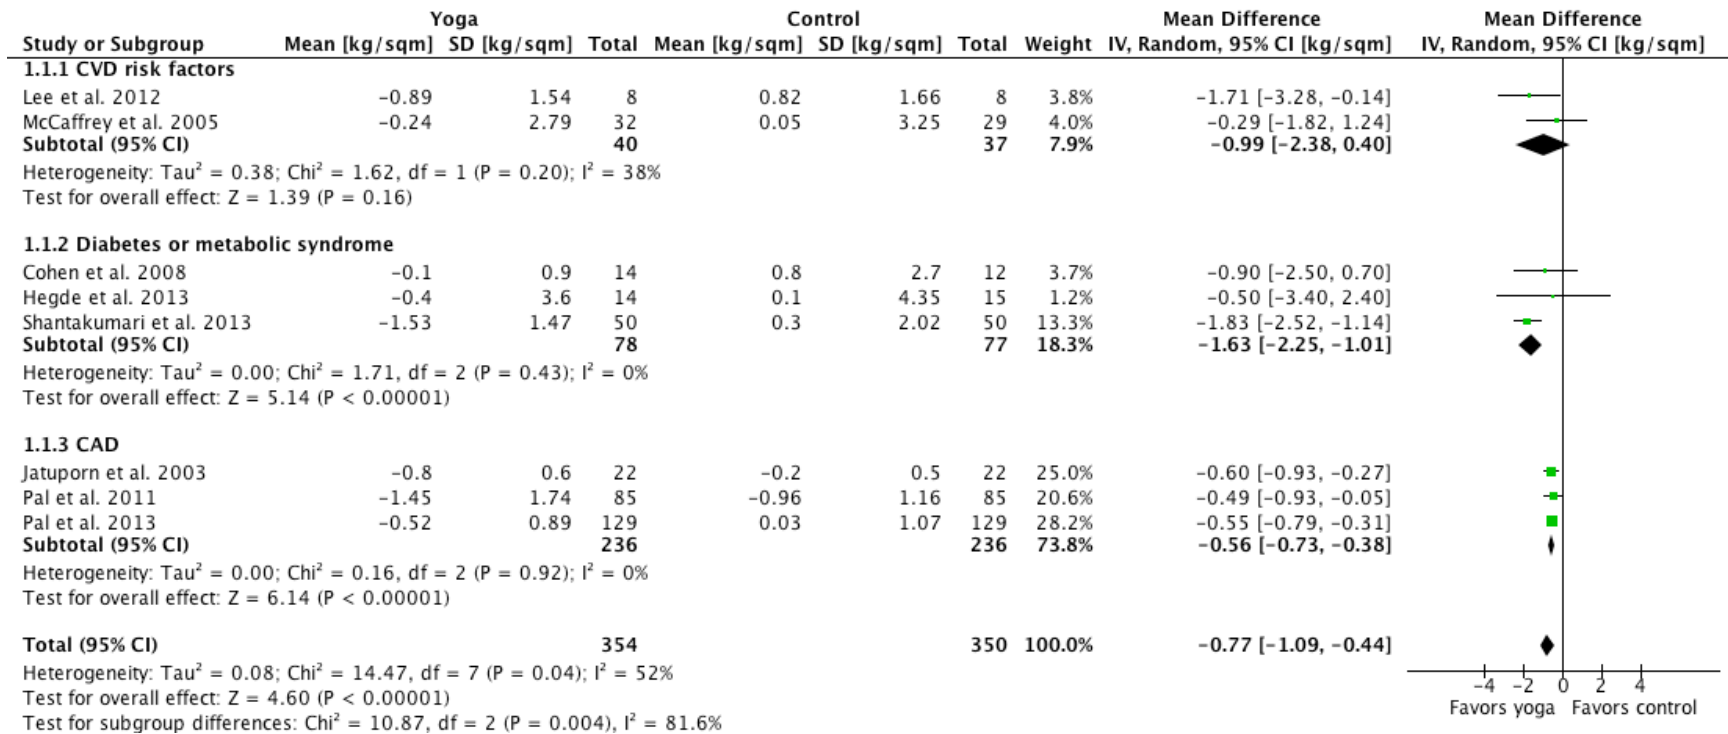 Yoga Control Mean Difference Mean Difference
Study or Subgroup Mean [kg/sqm] SD [kg/sqm] Total Mean [kg/sqm] SD [kg/sqm] Total Weight IV, Random, 95% CI [kg/sqm] IV, Random, 95% CI [kg/sqm]
1.1.1 CVD risk factors
Lee et al. 2012 −0.89 1.54 8 0.82 1.66 8 3.8% −1.71 [−3.28, −0.14]
McCaffrey et al. 2005 −0.24 2.79 32 0.05 3.25 29 4.0% −0.29 [−1.82, 1.24]
Subtotal (95% CI) 40 37 7.9% −0.99 [−2.38, 0.40]
Heterogeneity: Tau² = 0.38; Chi² = 1.62, df = 1 (P = 0.20); I² = 38%
Test for overall effect: Z = 1.39 (P = 0.16)
1.1.2 Diabetes or metabolic syndrome
Cohen et al. 2008 −0.1 0.9 14 0.8 2.7 12 3.7% −0.90 [−2.50, 0.70]
Hegde et al. 2013 −0.4 3.6 14 0.1 4.35 15 1.2% −0.50 [−3.40, 2.40]
Shantakumari et al. 2013 −1.53 1.47 50 0.3 2.02 50 13.3% −1.83 [−2.52, −1.14]
Subtotal (95% CI) 78 77 18.3% −1.63 [−2.25, −1.01]
Heterogeneity: Tau² = 0.00; Chi² = 1.71, df = 2 (P = 0.43); I² = 0%
Test for overall effect: Z = 5.14 (P < 0.00001)
1.1.3 CAD
Jatuporn et al. 2003 −0.8 0.6 22 −0.2 0.5 22 25.0% −0.60 [−0.93, −0.27]
Pal et al. 2011 −1.45 1.74 85 −0.96 1.16 85 20.6% −0.49 [−0.93, −0.05]
Pal et al. 2013 −0.52 0.89 129 0.03 1.07 129 28.2% −0.55 [−0.79, −0.31]
Subtotal (95% CI) 236 236 73.8% −0.56 [−0.73, −0.38]
Heterogeneity: Tau² = 0.00; Chi² = 0.16, df = 2 (P = 0.92); I² = 0%
Test for overall effect: Z = 6.14 (P < 0.00001)
Total (95% CI) 354 350 100.0% −0.77 [−1.09, −0.44]
Heterogeneity: Tau² = 0.08; Chi² = 14.47, df = 7 (P = 0.04); I² = 52%
Test for overall effect: Z = 4.60 (P < 0.00001)
Test for subgroup differences: Chi² = 10.87, df = 2 (P = 0.004), I² = 81.6%
−4 −2 0 2 4
Favors yoga Favors control